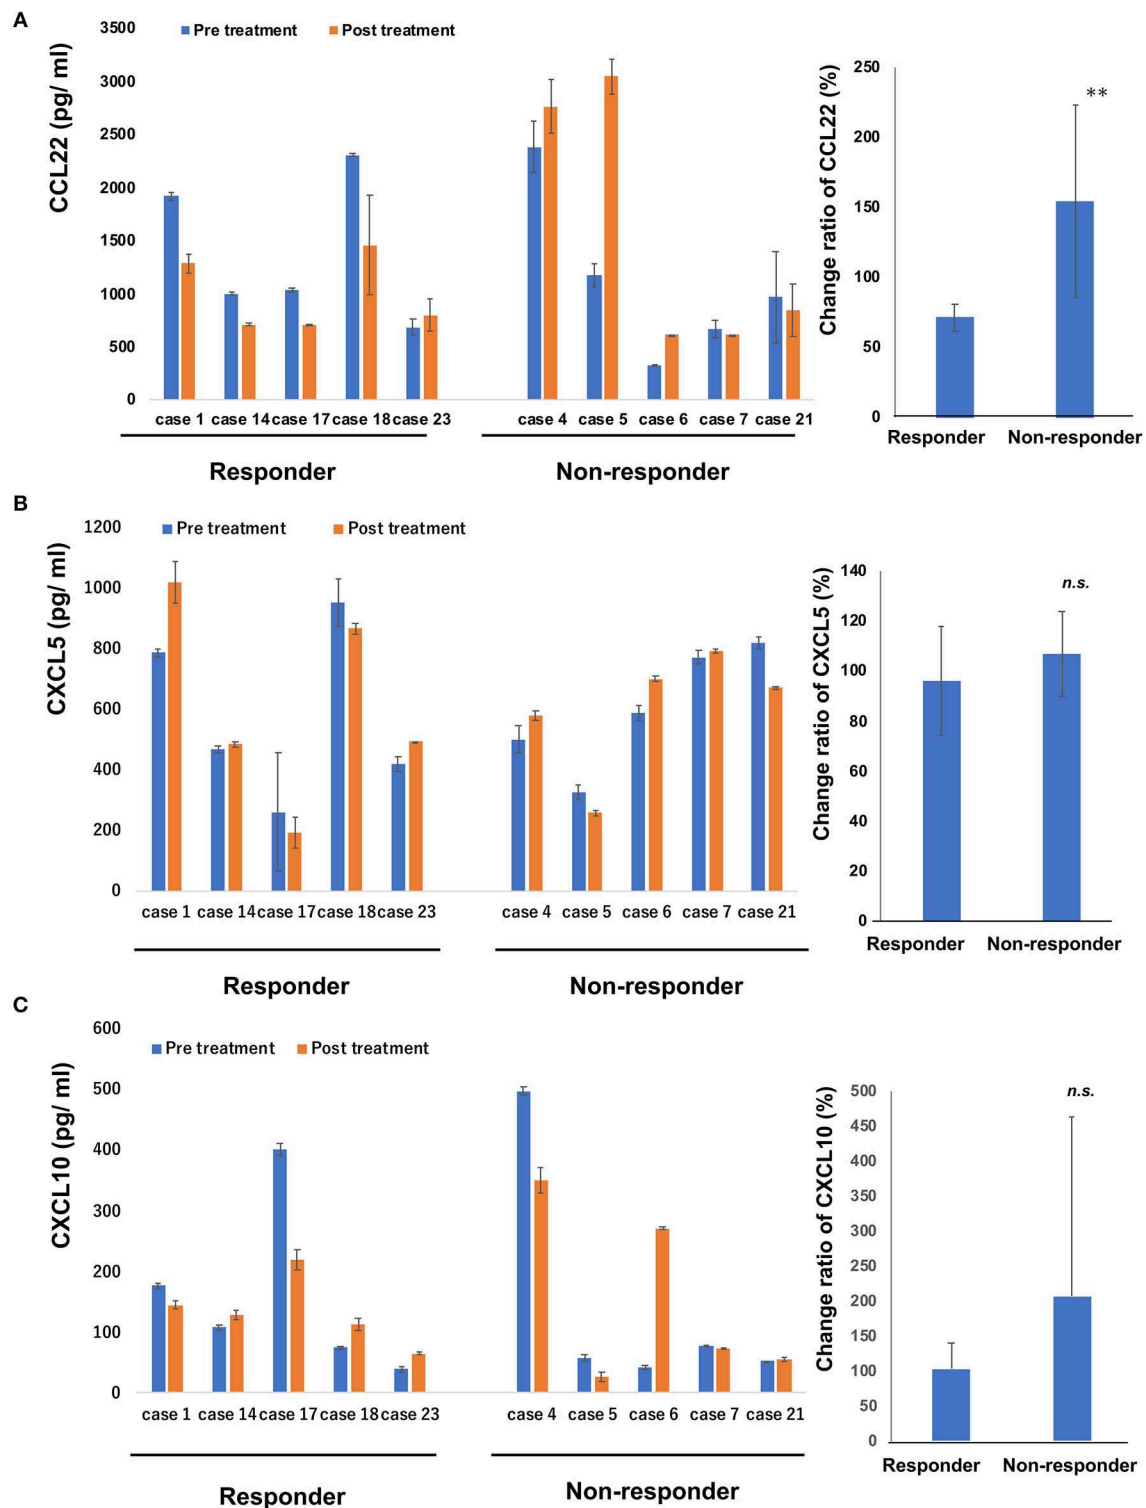 A
CCL22 (pg/ ml)
Pre treatment Post treatment
3500
3000
2500
2000
1500
1000
500
0
case 1 case 14 case 17 case 18 case 23 case 4 case 5 case 6 case 7 case 21
Responder Non-responder
Change ratio of CCL22 (%)
250
200
150
100
50
0
**
Responder Non-responder
B
CXCL5 (pg/ ml)
Pre treatment Post treatment
1200
1000
800
600
400
200
0
case 1 case 14 case 17 case 18 case 23 case 4 case 5 case 6 case 7 case 21
Responder Non-responder
Change ratio of CXCL5 (%)
140
120
100
80
60
40
20
0
n.s.
Responder Non-responder
C
CXCL10 (pg/ ml)
Pre treatment Post treatment
600
500
400
300
200
100
0
case 1 case 14 case 17 case 18 case 23 case 4 case 5 case 6 case 7 case 21
Responder Non-responder
Change ratio of CXCL10 (%)
500
450
400
350
300
250
200
150
100
50
0
n.s.
Responder Non-responder